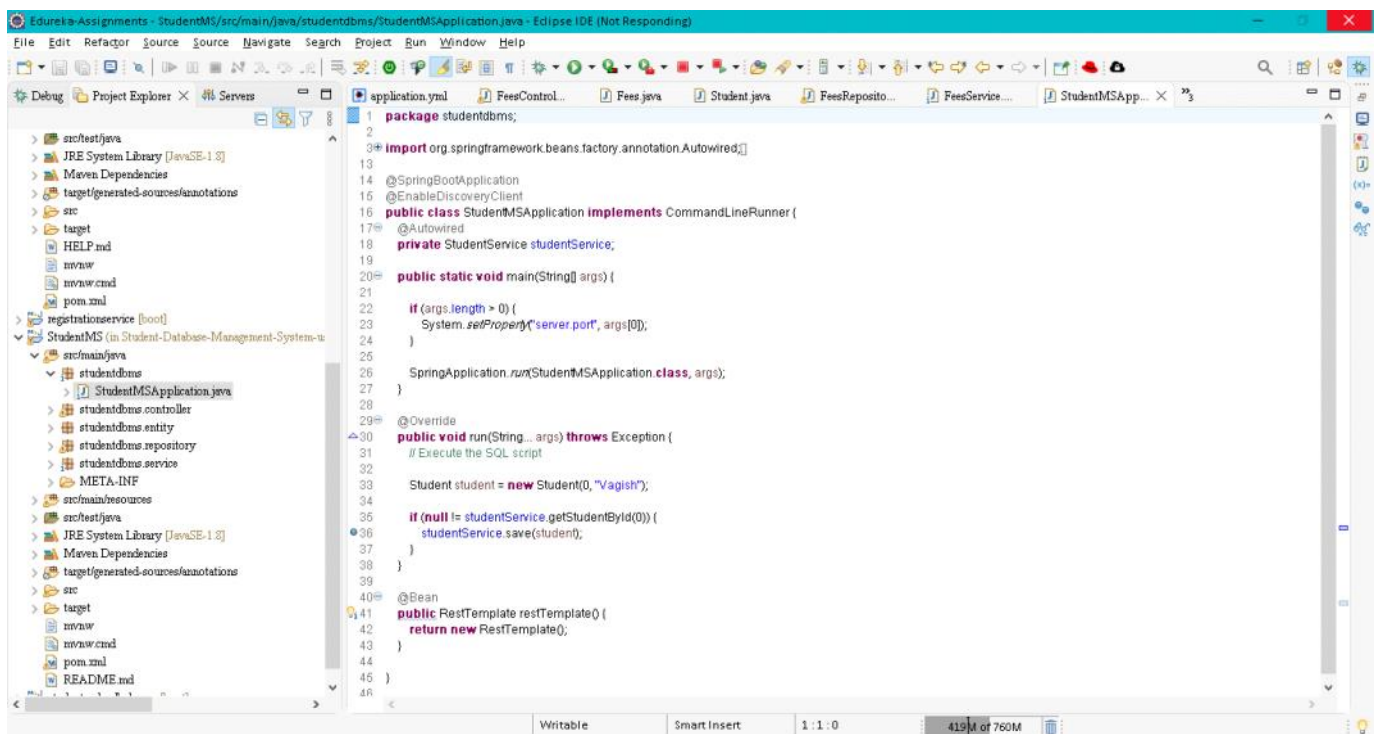 Edureka-Assignments - StudentMS/src/main/java/studentdbms/StudentMSApplication.java - Eclipse IDE (Not Responding)
File Edit Refactor Source Source Navigate Search Project Run Window Help
Debug Project Explorer Servers
src/test/java
JRE System Library [JavaSE-1.8]
Maven Dependencies
target/generated-sources/annotations
src
target
HELP.md
mvnw
mvnw.cmd
pom.xml
registrationservice [boot]
StudentMS (in Student-Database-Management-System-u
src/main/java
studentdbms
StudentMSApplication.java
studentdbms.controller
studentdbms.entity
studentdbms.repository
studentdbms.service
META-INF
src/main/resources
src/test/java
JRE System Library [JavaSE-1.8]
Maven Dependencies
target/generated-sources/annotations
src
target
mvnw
mvnw.cmd
pom.xml
README.md
application.yml FeesControl... Fees.java Student.java FeesReposito... FeesService.... StudentMSApp... »3
1 package studentdbms;
2
3 import org.springframework.beans.factory.annotation.Autowired;
13
14 @SpringBootApplication
15 @EnableDiscoveryClient
16 public class StudentMSApplication implements CommandLineRunner {
17 @Autowired
18 private StudentService studentService;
19
20 public static void main(String[] args) {
21
22 if (args.length > 0) {
23 System.setProperty("server.port", args[0]);
24 }
25
26 SpringApplication.run(StudentMSApplication.class, args);
27 }
28
29 @Override
30 public void run(String... args) throws Exception {
31 // Execute the SQL script
32
33 Student student = new Student(0, "Vagish");
34
35 if (null != studentService.getStudentById(0)) {
36 studentService.save(student);
37 }
38 }
39
40 @Bean
41 public RestTemplate restTemplate() {
42 return new RestTemplate();
43 }
44
45 }
46
Writable Smart Insert 1 : 1 : 0 419M of 760M